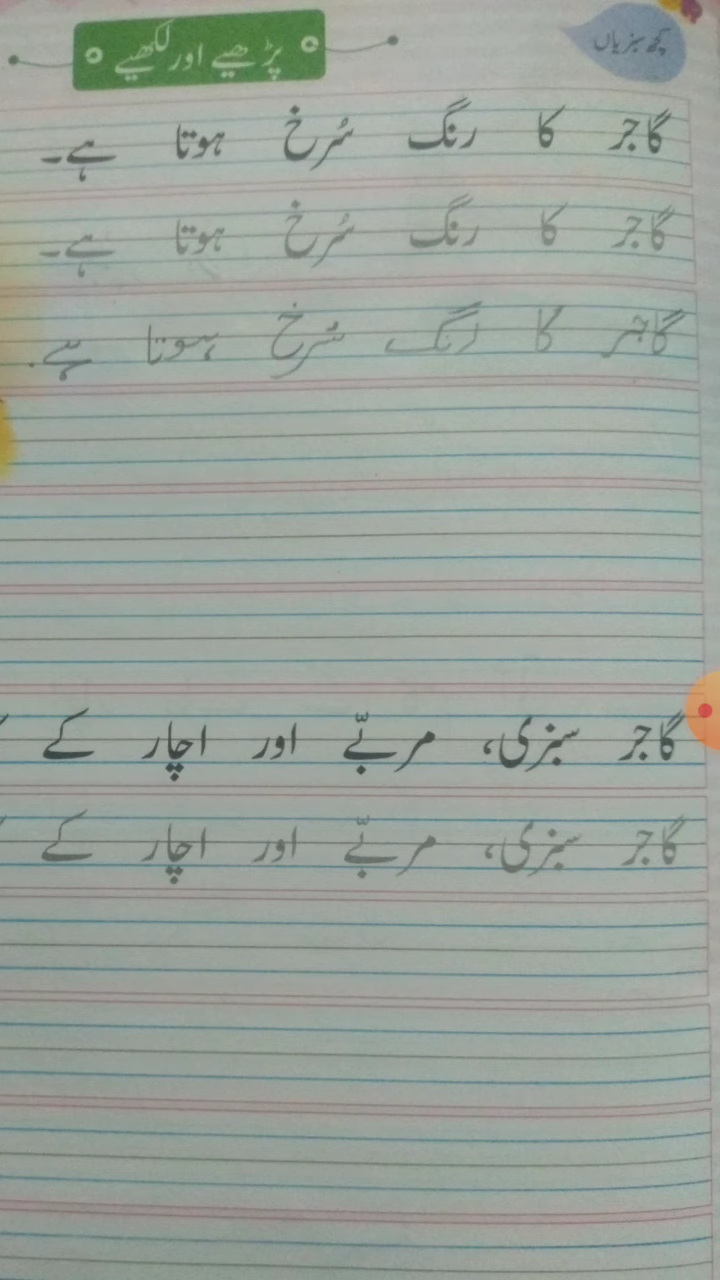 کچھ سبزیاں
پڑھیے اور لکھیے
گاجر کا رنگ سُرخ ہوتا ہے۔
گاجر کا رنگ سُرخ ہوتا ہے۔
گاجر کا رنگ سُرخ ہوتا ہے۔
گاجر سبزی، مربّے اور اچار کے
گاجر سبزی، مربّے اور اچار کے